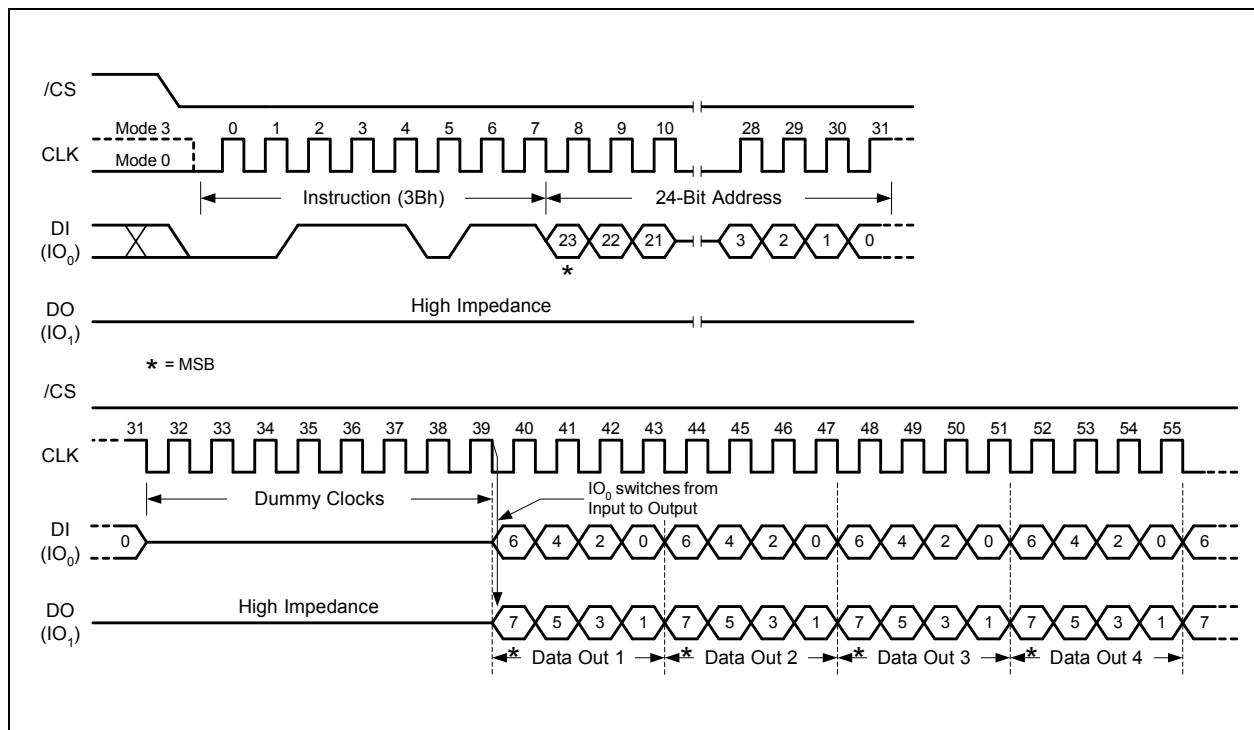 /CS
Mode 3
0 1 2 3 4 5 6 7 8 9 10 28 29 30 31
CLK
Mode 0
Instruction (3Bh)
24-Bit Address
DI
(IO0)
23 22 21 3 2 1 0
*
High Impedance
DO
(IO1)
* = MSB
/CS
31 32 33 34 35 36 37 38 39 40 41 42 43 44 45 46 47 48 49 50 51 52 53 54 55
CLK
Dummy Clocks
IO0 switches from
Input to Output
DI
(IO0)
0 6 4 2 0 6 4 2 0 6 4 2 0 6 4 2 0 6
High Impedance
DO
(IO1)
7 5 3 1 7 5 3 1 7 5 3 1 7 5 3 1 7
* Data Out 1 * Data Out 2 * Data Out 3 * Data Out 4